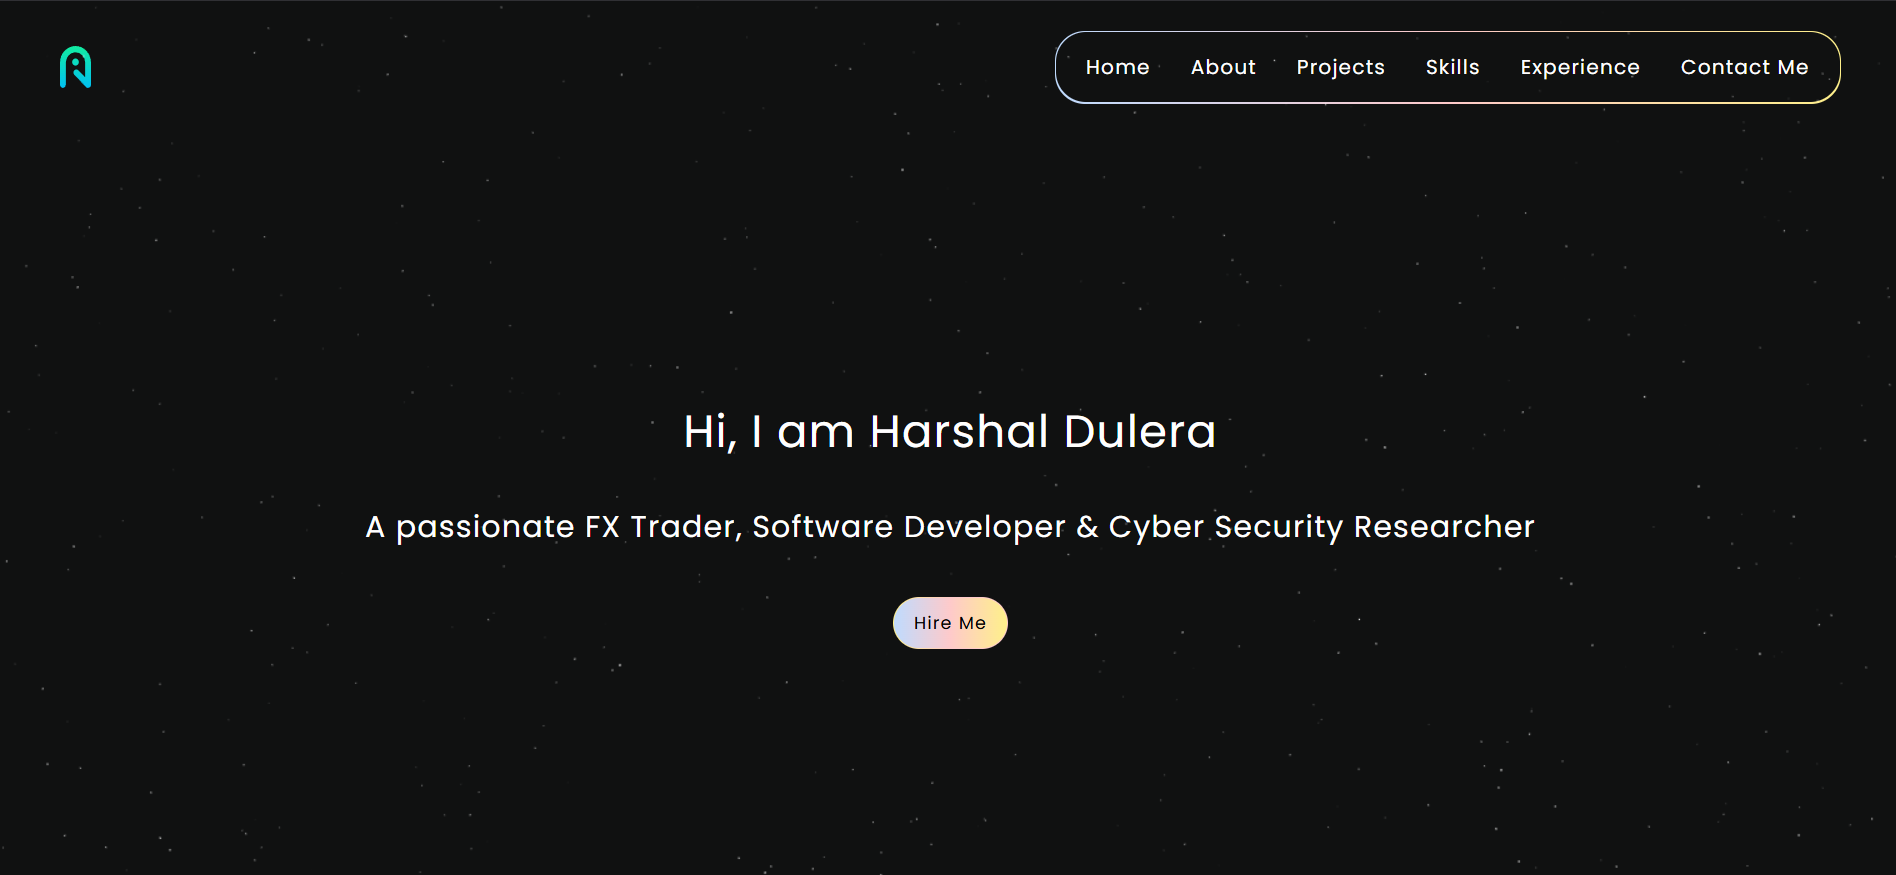 Home About Projects Skills Experience Contact Me
Hi, I am Harshal Dulera
A passionate FX Trader, Software Developer & Cyber Security Researcher
Hire Me